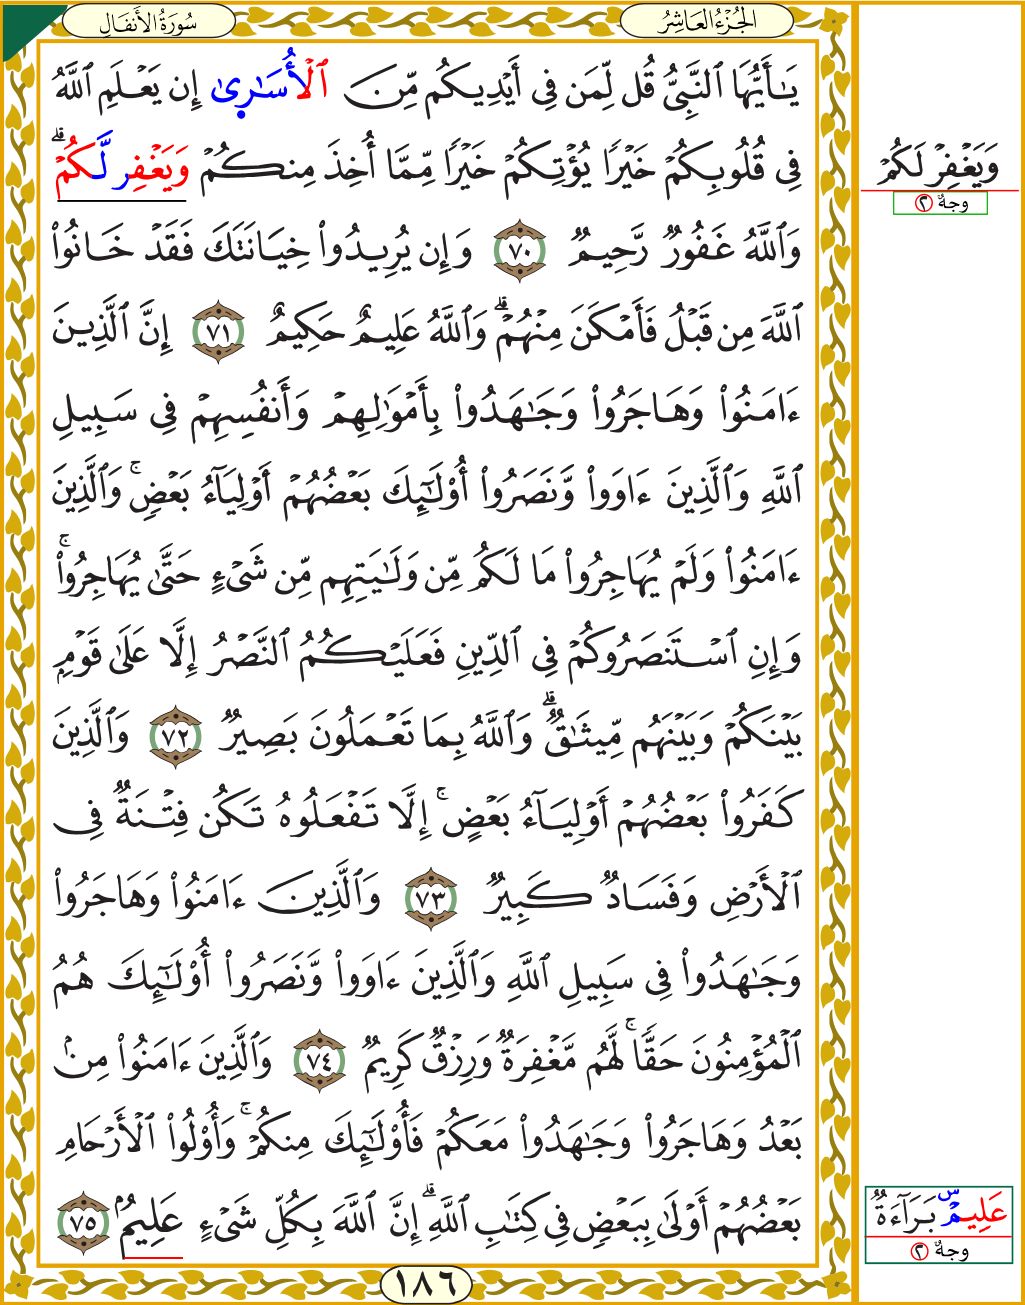 الجُزْءُ العَاشِرُ
سُورَةُ الأَنفَالِ
يَـٰٓأَيُّهَا ٱلنَّبِىُّ قُل لِّمَن فِىٓ أَيْدِيكُم مِّنَ ٱلْأُسَـٰرِىٰٓ إِن يَعْلَمِ ٱللَّهُ
فِى قُلُوبِكُمْ خَيْرًا يُؤْتِكُمْ خَيْرًا مِّمَّآ أُخِذَ مِنكُمْ وَيَغْفِر لَّكُمْ ۗ
وَٱللَّهُ غَفُورٌ رَّحِيمٌ ٧٠ وَإِن يُرِيدُوا۟ خِيَانَتَكَ فَقَدْ خَانُوا۟
ٱللَّهَ مِن قَبْلُ فَأَمْكَنَ مِنْهُمْ ۗ وَٱللَّهُ عَلِيمٌ حَكِيمٌ ٧١ إِنَّ ٱلَّذِينَ
ءَامَنُوا۟ وَهَاجَرُوا۟ وَجَـٰهَدُوا۟ بِأَمْوَٰلِهِمْ وَأَنفُسِهِمْ فِى سَبِيلِ
ٱللَّهِ وَٱلَّذِينَ ءَاوَوا۟ وَّنَصَرُوٓا۟ أُو۟لَـٰٓئِكَ بَعْضُهُمْ أَوْلِيَآءُ بَعْضٍ ۚ وَٱلَّذِينَ
ءَامَنُوا۟ وَلَمْ يُهَاجِرُوا۟ مَا لَكُم مِّن وَلَـٰيَتِهِم مِّن شَىْءٍ حَتَّىٰ يُهَاجِرُوا۟ ۚ
وَإِنِ ٱسْتَنصَرُوكُمْ فِى ٱلدِّينِ فَعَلَيْكُمُ ٱلنَّصْرُ إِلَّا عَلَىٰ قَوْمٍۭ
بَيْنَكُمْ وَبَيْنَهُم مِّيثَـٰقٌ ۗ وَٱللَّهُ بِمَا تَعْمَلُونَ بَصِيرٌ ٧٢ وَٱلَّذِينَ
كَفَرُوا۟ بَعْضُهُمْ أَوْلِيَآءُ بَعْضٍ ۚ إِلَّا تَفْعَلُوهُ تَكُن فِتْنَةٌ فِى
ٱلْأَرْضِ وَفَسَادٌ كَبِيرٌ ٧٣ وَٱلَّذِينَ ءَامَنُوا۟ وَهَاجَرُوا۟
وَجَـٰهَدُوا۟ فِى سَبِيلِ ٱللَّهِ وَٱلَّذِينَ ءَاوَوا۟ وَّنَصَرُوٓا۟ أُو۟لَـٰٓئِكَ هُمُ
ٱلْمُؤْمِنُونَ حَقًّا ۚ لَّهُم مَّغْفِرَةٌ وَرِزْقٌ كَرِيمٌ ٧٤ وَٱلَّذِينَ ءَامَنُوا۟ مِنۢ
بَعْدُ وَهَاجَرُوا۟ وَجَـٰهَدُوا۟ مَعَكُمْ فَأُو۟لَـٰٓئِكَ مِنكُمْ ۚ وَأُو۟لُوا۟ ٱلْأَرْحَامِ
بَعْضُهُمْ أَوْلَىٰ بِبَعْضٍ فِى كِتَـٰبِ ٱللَّهِ ۗ إِنَّ ٱللَّهَ بِكُلِّ شَىْءٍ عَلِيمٌۢ ٧٥
١٨٦
وَيَغْفِرْ لَكُمْ
وجهٌ ٢
عَلِيمٌ ۜ بَرَآءَةٌ
وجهٌ ٢